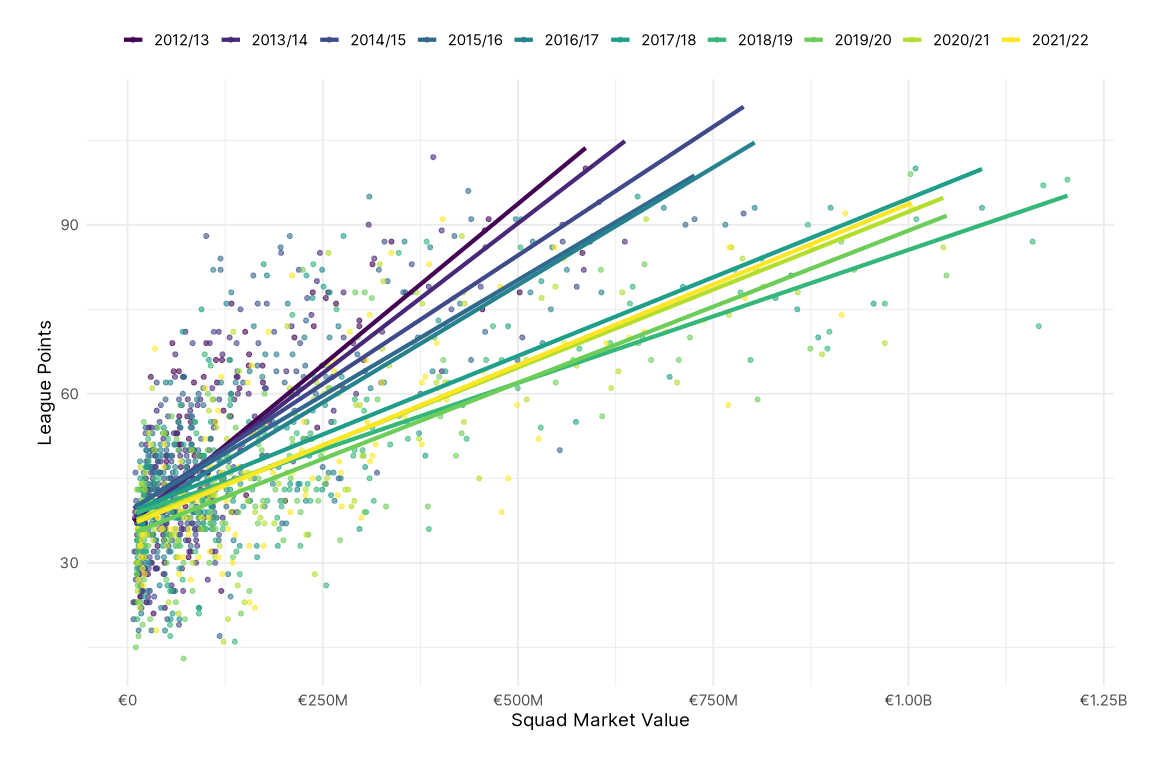 2012/13 2013/14 2014/15 2015/16 2016/17 2017/18 2018/19 2019/20 2020/21 2021/22
League Points
90
60
30
€0 €250M €500M €750M €1.00B €1.25B
Squad Market Value